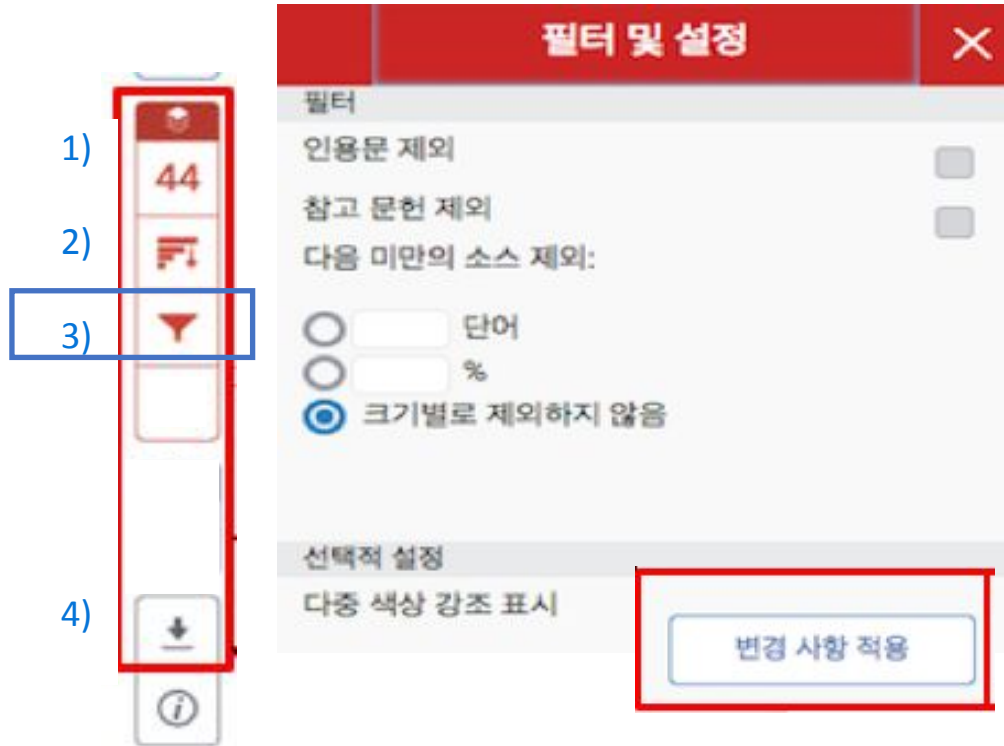 1)
44
2)
3)
4)
필터 및 설정
필터
인용문 제외
참고 문헌 제외
다음 미만의 소스 제외:
단어
%
크기별로 제외하지 않음
선택적 설정
다중 색상 강조 표시
변경 사항 적용